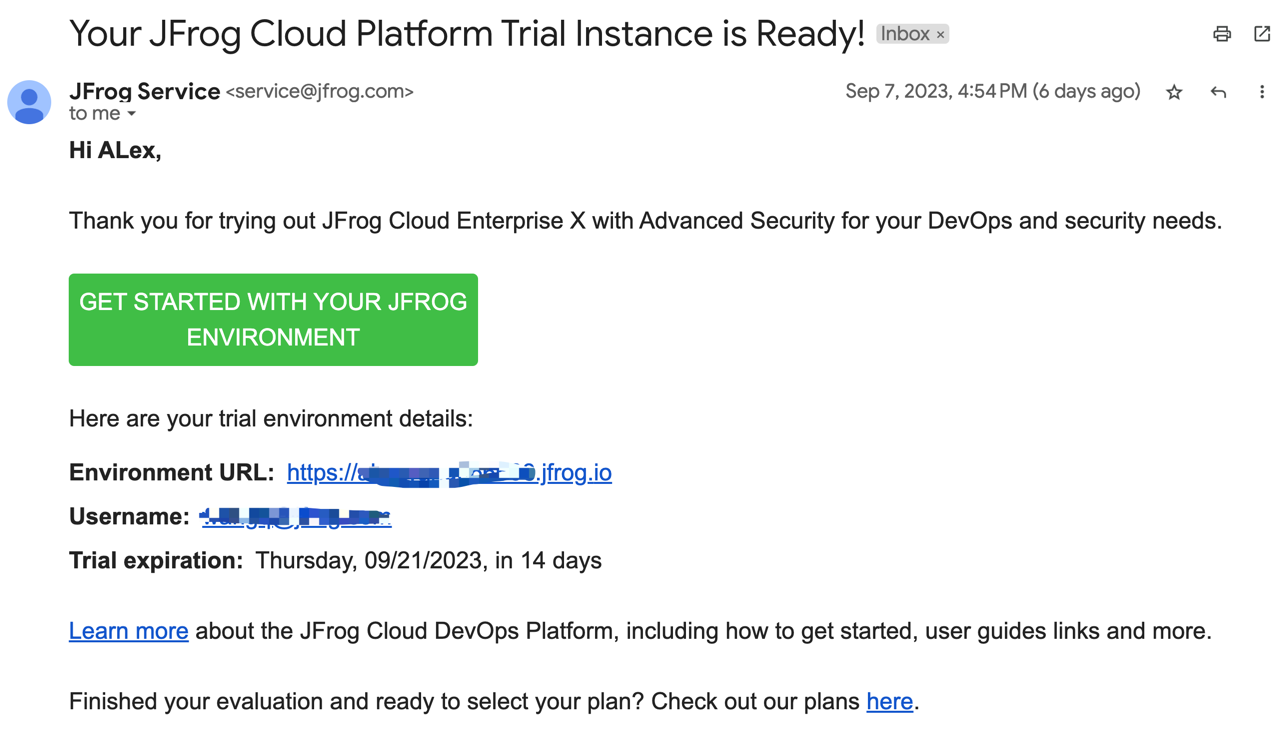 Your JFrog Cloud Platform Trial Instance is Ready! Inbox ×
JFrog Service <service@jfrog.com> Sep 7, 2023, 4:54 PM (6 days ago)
to me
Hi ALex,
Thank you for trying out JFrog Cloud Enterprise X with Advanced Security for your DevOps and security needs.
GET STARTED WITH YOUR JFROG
ENVIRONMENT
Here are your trial environment details:
Environment URL: https:// .jfrog.io
Username:
Trial expiration: Thursday, 09/21/2023, in 14 days
Learn more about the JFrog Cloud DevOps Platform, including how to get started, user guides links and more.
Finished your evaluation and ready to select your plan? Check out our plans here.